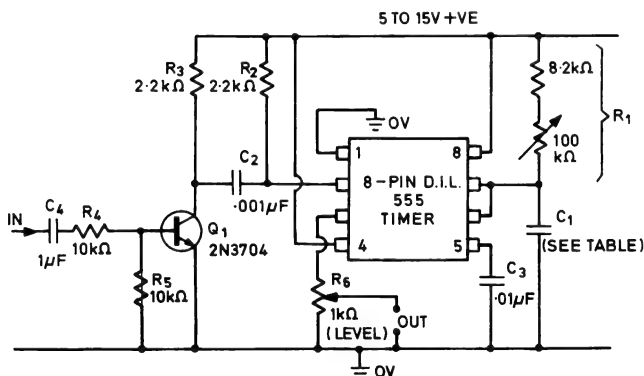 5 TO 15V +VE
R3
2·2kΩ
R2
2·2kΩ
8·2kΩ
R1
100
kΩ
0V
1
8
C2
·001µF
8-PIN D.I.L.
555
TIMER
4
5
IN
C4
1µF
R4
10kΩ
Q1
2N3704
R5
10kΩ
R6
1kΩ
(LEVEL)
OUT
C3
·01µF
C1
(SEE TABLE)
0V